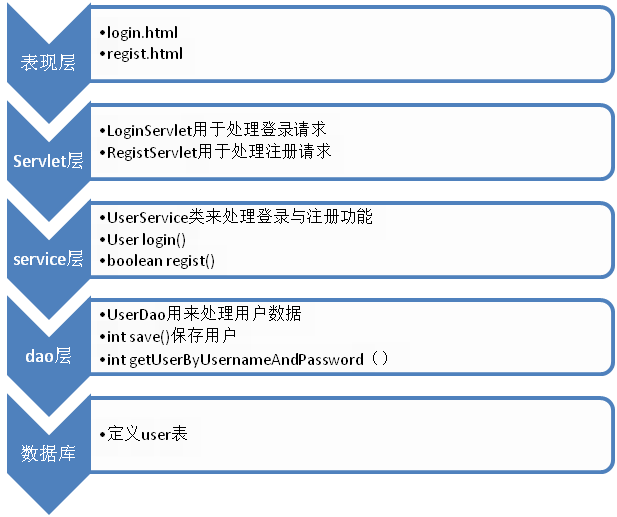 表现层
•login.html
•regist.html
Servlet层
•LoginServlet用于处理登录请求
•RegistServlet用于处理注册请求
service层
•UserService类来处理登录与注册功能
•User login()
•boolean regist()
dao层
•UserDao用来处理用户数据
•int save()保存用户
•int getUserByUsernameAndPassword（）
数据库
•定义user表